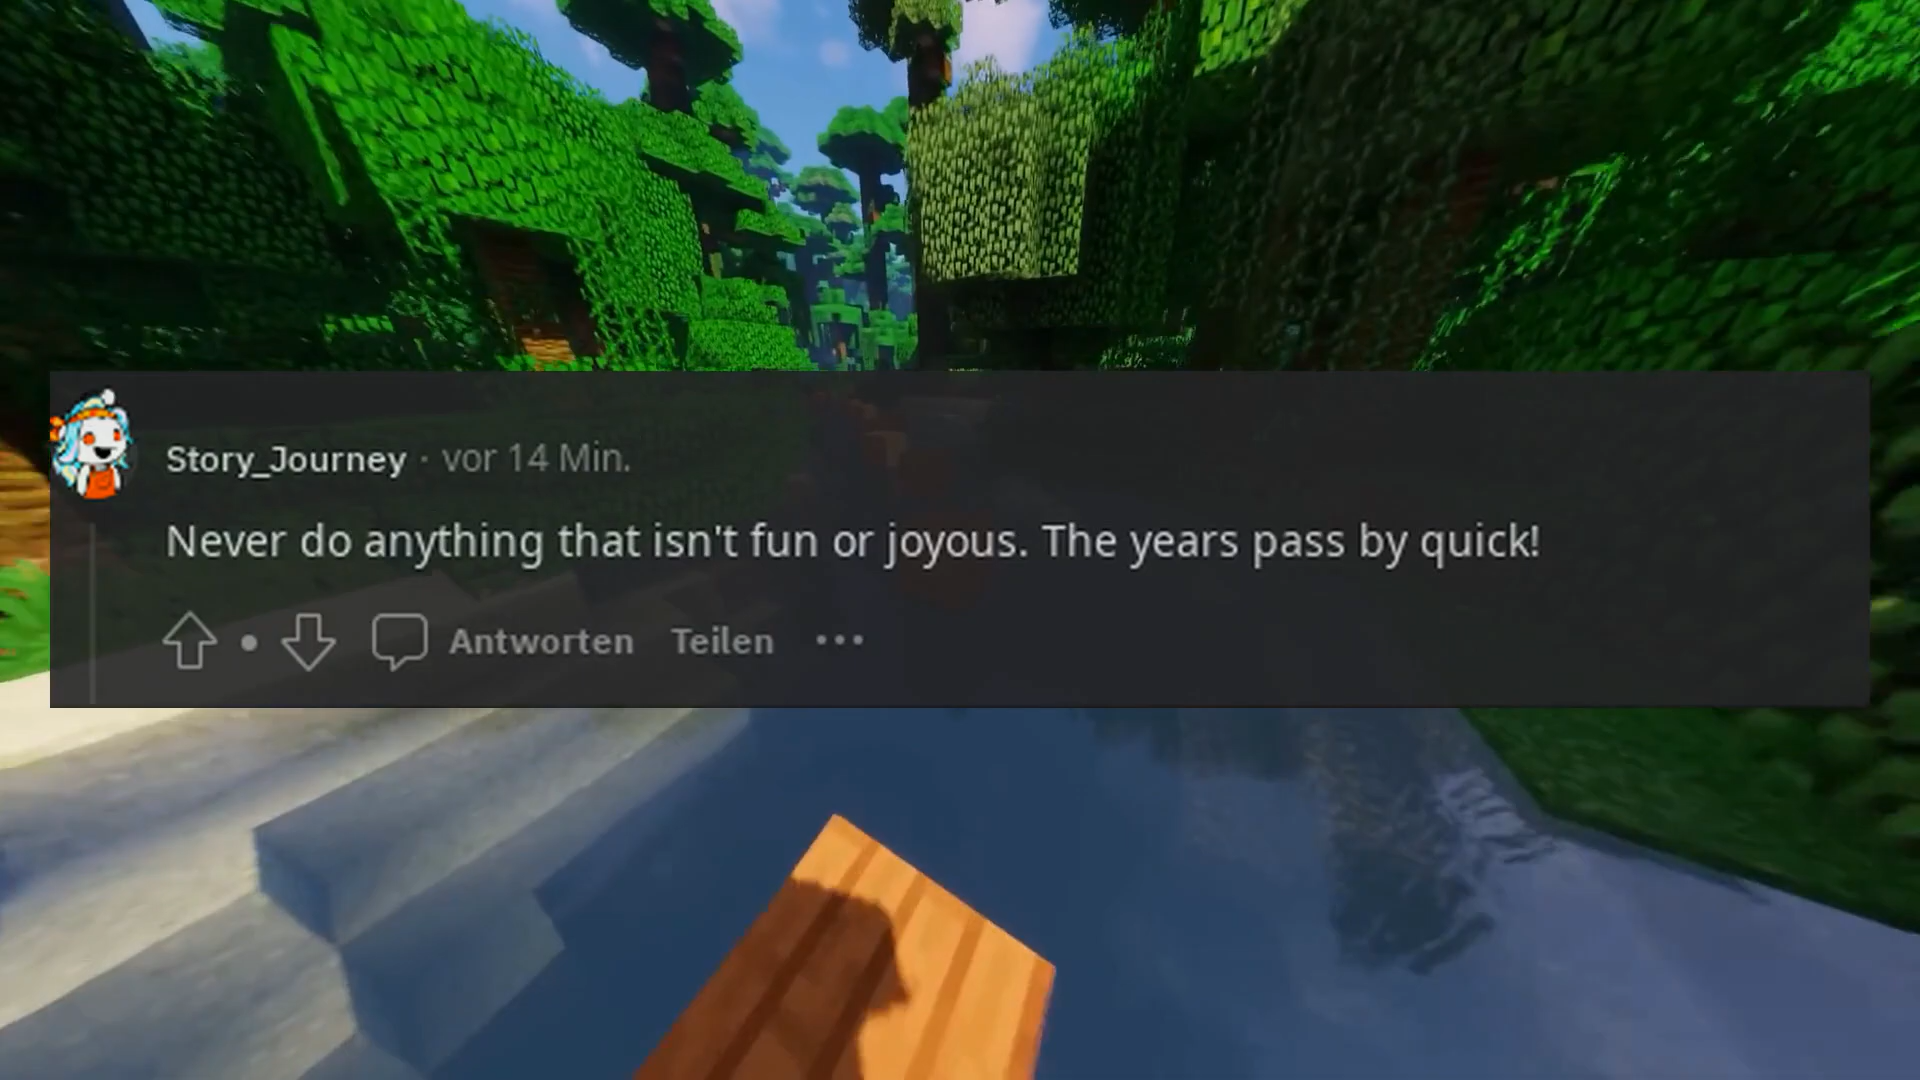 Story_Journey · vor 14 Min.
Never do anything that isn't fun or joyous. The years pass by quick!
Antworten Teilen